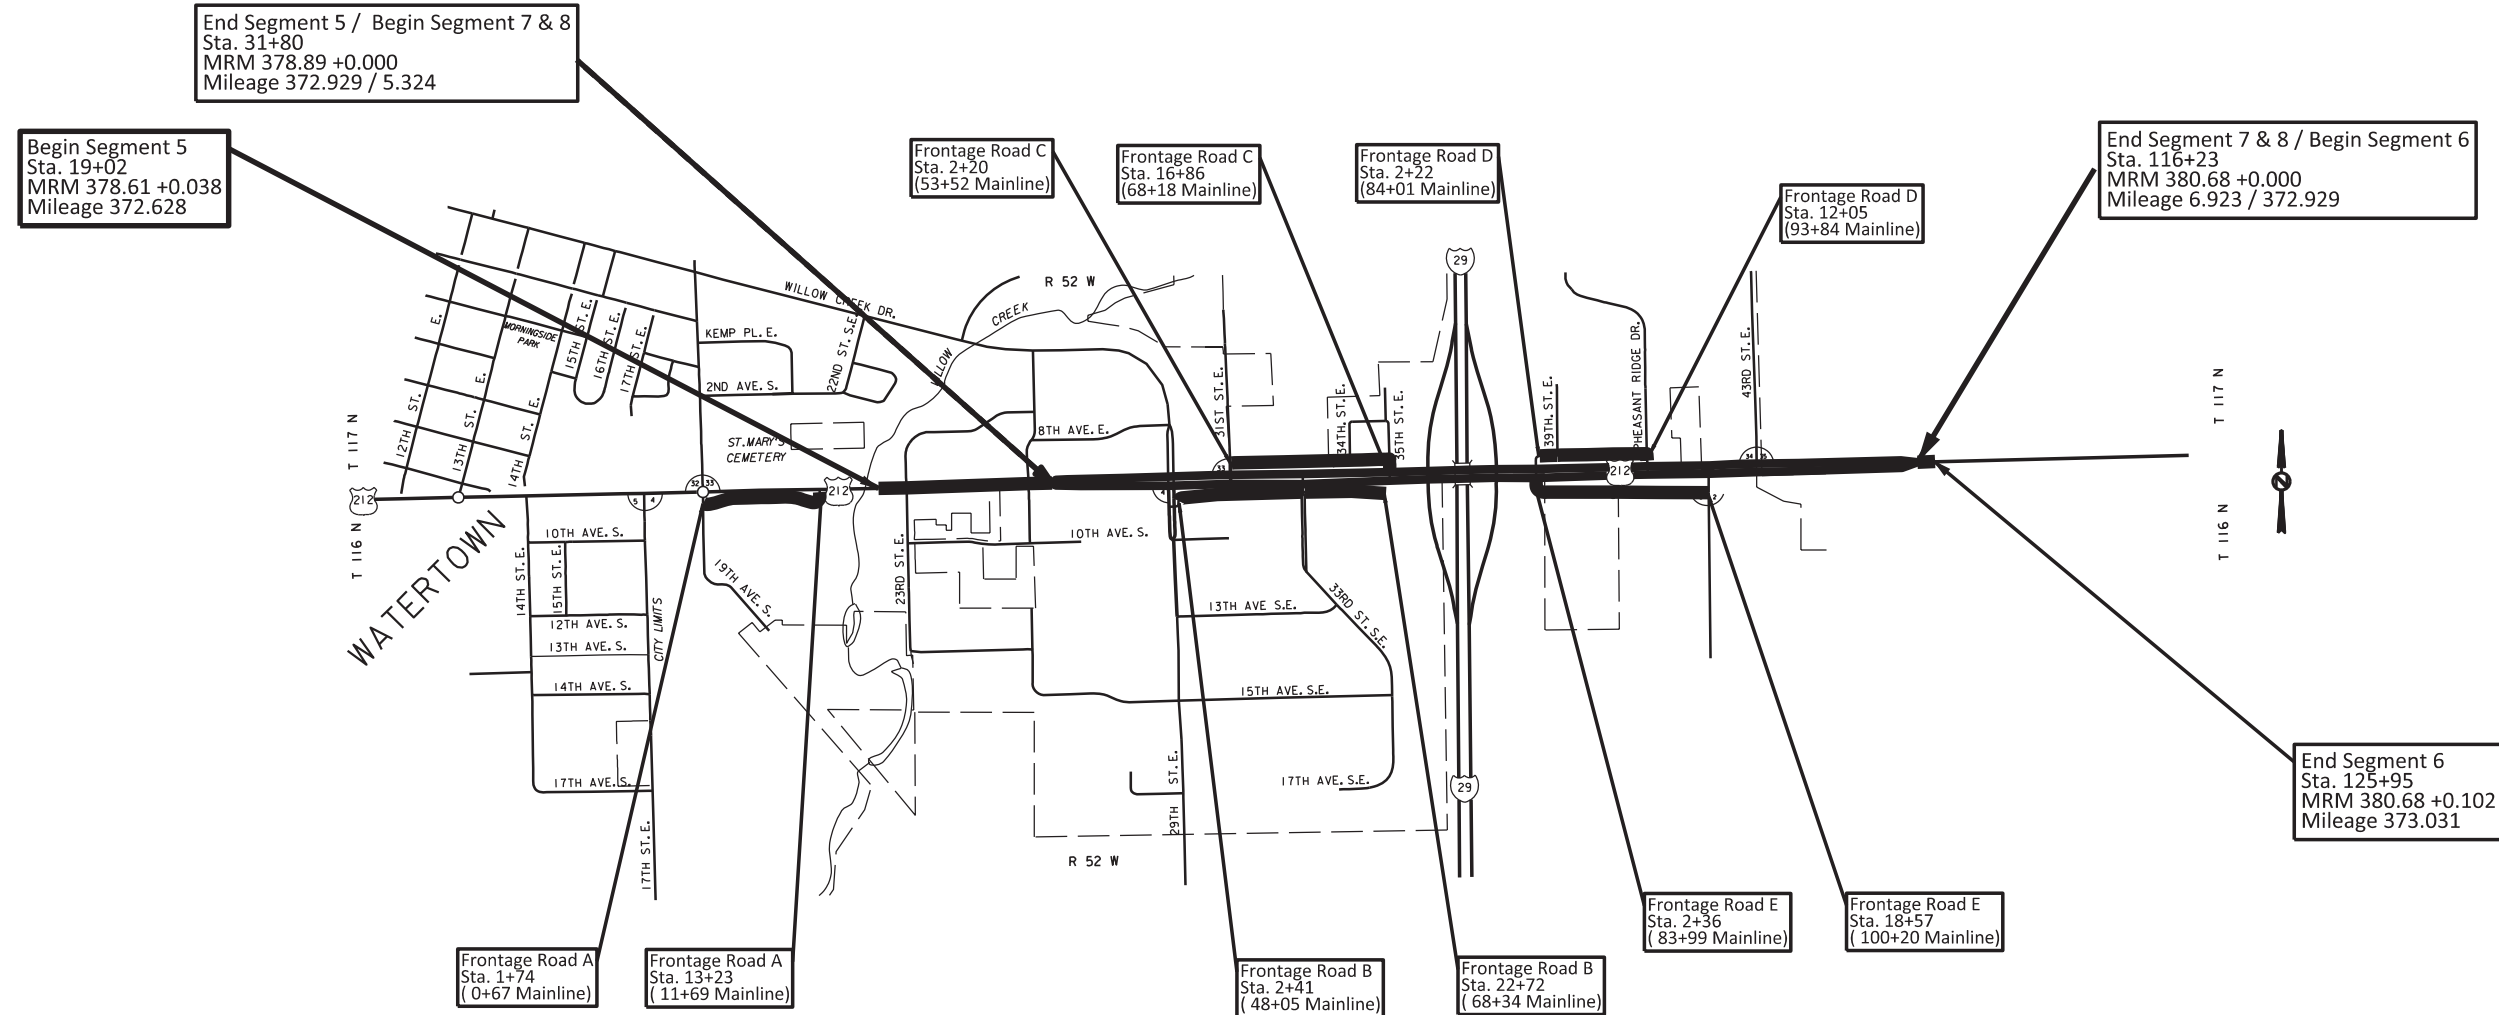 End Segment 5 /  Begin Segment 7 & 8
Sta. 31+80
MRM 378.89 +0.000
Mileage 372.929 / 5.324
Begin Segment 5
Sta. 19+02
MRM 378.61 +0.038
Mileage 372.628
Frontage Road C
Sta. 2+20
(53+52 Mainline)
Frontage Road C
Sta. 16+86
(68+18 Mainline)
Frontage Road D
Sta. 2+22
(84+01 Mainline)
Frontage Road D
Sta. 12+05
(93+84 Mainline)
End Segment 7 & 8 / Begin Segment 6
Sta. 116+23
MRM 380.68 +0.000
Mileage 6.923 / 372.929
R 52 W
29
WILLOW CREEK DR.
WILLOW
CREEK
KEMP PL. E.
2ND AVE. S.
22ND ST. S.E.
MORNINGSIDE
PARK
15TH ST. E.
16TH ST. E.
17TH ST. E.
12TH ST. E.
13TH ST. E.
14TH ST. E.
ST. MARY'S
CEMETERY
8TH AVE. E.
31ST ST. E.
34TH. ST. E.
35TH ST. E.
39TH. ST. E.
PHEASANT RIDGE DR.
43RD ST. E.
T 117 N
T 117 N
212
32 33
212
33
212
34 35
5 4
4
2
T 116 N
T 116 N
N
WATERTOWN
10TH AVE. S.
14TH ST. E.
15TH ST. E.
12TH AVE. S.
13TH AVE. S.
14TH AVE. S.
17TH AVE. S.
CITY LIMITS
17TH ST. E.
19TH AVE. S.
23RD ST. E.
10TH AVE. S.
13TH AVE S.E.
33RD ST. S.E.
15TH AVE. S.E.
17TH AVE. S.E.
29TH ST. E.
29
R 52 W
End Segment 6
Sta. 125+95
MRM 380.68 +0.102
Mileage 373.031
Frontage Road A
Sta. 1+74
( 0+67 Mainline)
Frontage Road A
Sta. 13+23
( 11+69 Mainline)
Frontage Road B
Sta. 2+41
( 48+05 Mainline)
Frontage Road B
Sta. 22+72
( 68+34 Mainline)
Frontage Road E
Sta. 2+36
( 83+99 Mainline)
Frontage Road E
Sta. 18+57
( 100+20 Mainline)